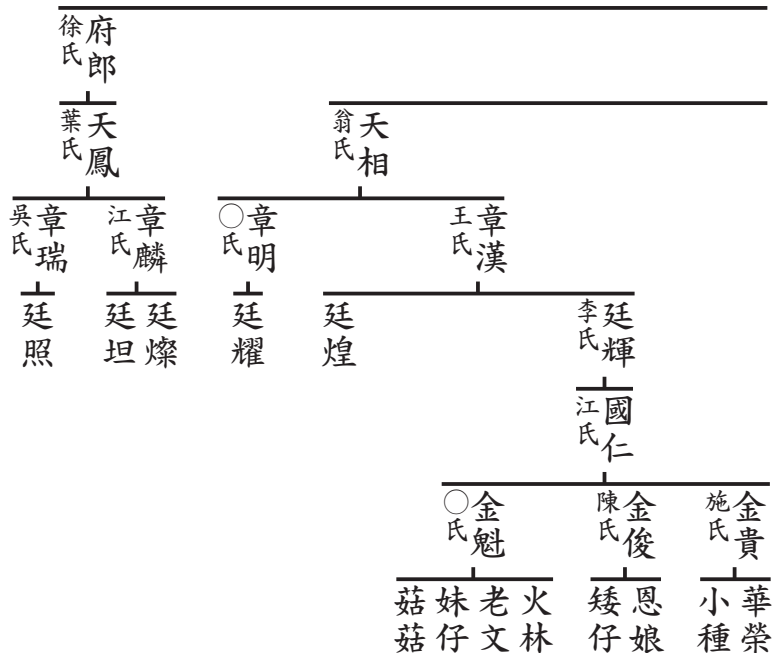 府郎
徐氏
天相
翁氏
天鳳
葉氏
章漢
王氏
章明
○氏
章麟
江氏
章瑞
吳氏
廷輝
李氏
廷煌
廷耀
廷燦
廷坦
廷照
國仁
江氏
金貴
施氏
金俊
陳氏
金魁
○氏
華榮
小種
恩娘
矮仔
火林
老文
妹仔
菇菇